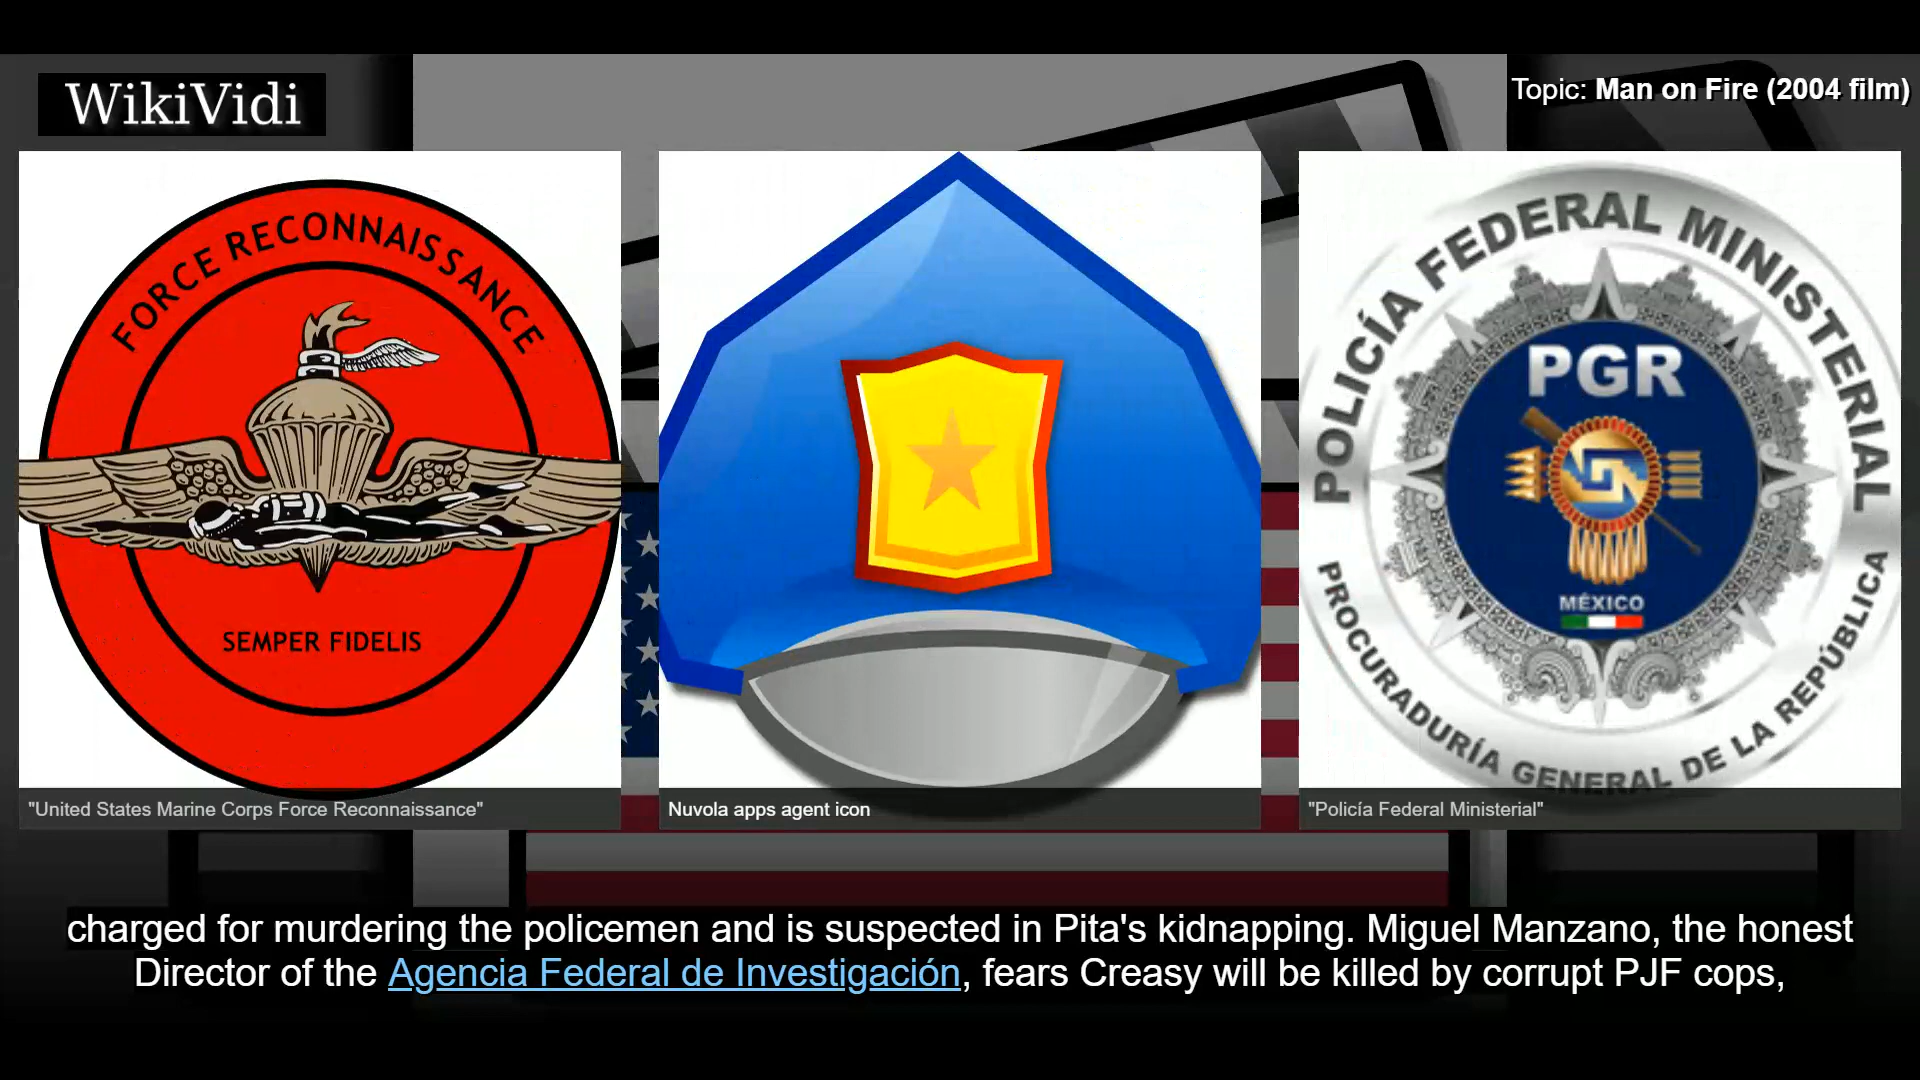 WikiVidi
Topic: Man on Fire (2004 film)
FORCE RECONNAISSANCE
SEMPER FIDELIS
"United States Marine Corps Force Reconnaissance"
Nuvola apps agent icon
POLICÍA FEDERAL MINISTERIAL
PGR
MÉXICO
PROCURADURÍA GENERAL DE LA REPÚBLICA
"Policía Federal Ministerial"
charged for murdering the policemen and is suspected in Pita's kidnapping. Miguel Manzano, the honest
Director of the Agencia Federal de Investigación, fears Creasy will be killed by corrupt PJF cops,